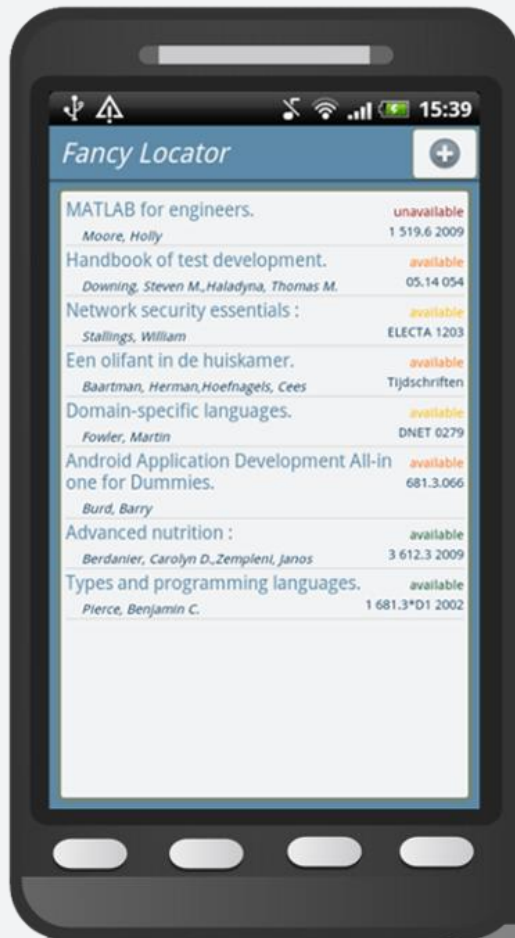 15:39
Fancy Locator
MATLAB for engineers.
unavailable
Moore, Holly
1 519.6 2009
Handbook of test development.
available
Downing, Steven M.,Haladyna, Thomas M.
05.14 054
Network security essentials :
available
Stallings, William
ELECTA 1203
Een olifant in de huiskamer.
available
Baartman, Herman,Hoefnagels, Cees
Tijdschriften
Domain-specific languages.
available
Fowler, Martin
DNET 0279
Android Application Development All-in
available
one for Dummies.
681.3.066
Burd, Barry
Advanced nutrition :
available
Berdanier, Carolyn D.,Zempleni, Janos
3 612.3 2009
Types and programming languages.
available
Pierce, Benjamin C.
1 681.3*D1 2002